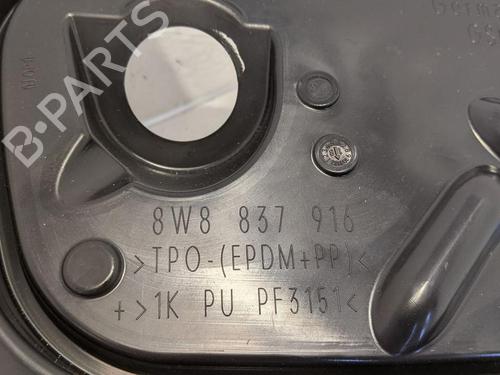 B-PARTS
8W8 837 916
>TPO-(EPDM+PP)<
+>1K PU PF3151<